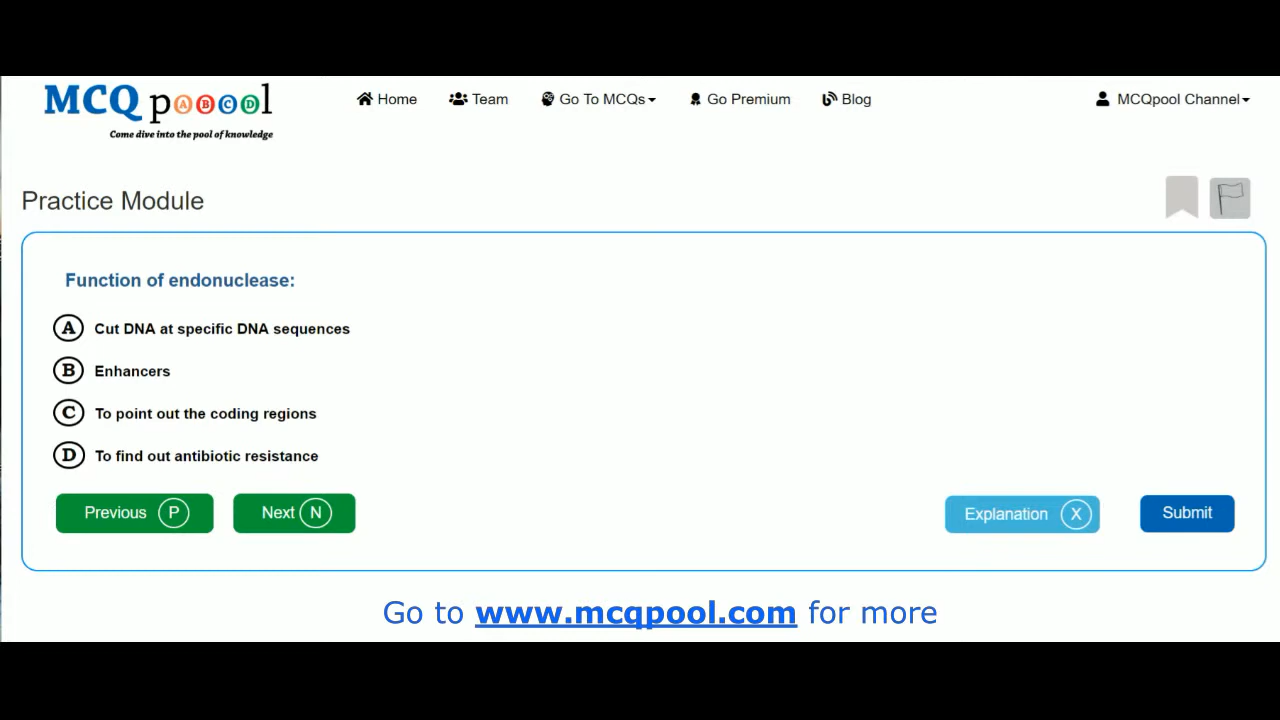 MCQ pooool
Come dive into the pool of knowledge
Home Team Go To MCQs Go Premium Blog MCQpool Channel
Practice Module
Function of endonuclease:
A Cut DNA at specific DNA sequences
B Enhancers
C To point out the coding regions
D To find out antibiotic resistance
Previous P Next N Explanation X Submit
Go to www.mcqpool.com for more